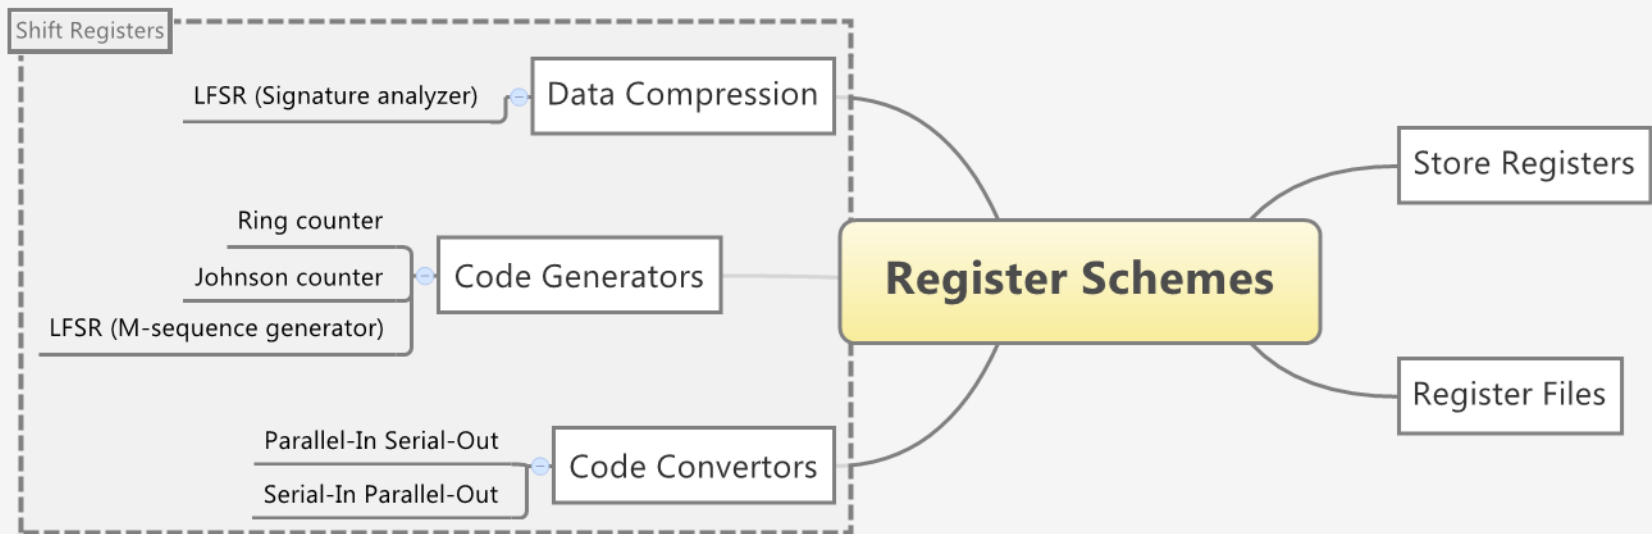 Shift Registers
LFSR (Signature analyzer)
Data Compression
Ring counter
Johnson counter
LFSR (M-sequence generator)
Code Generators
Parallel-In Serial-Out
Serial-In Parallel-Out
Code Convertors
Register Schemes
Store Registers
Register Files